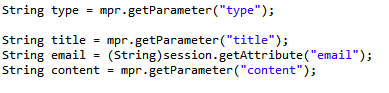 String type = mpr.getParameter("type");
String title = mpr.getParameter("title");
String email = (String)session.getAttribute("email");
String content = mpr.getParameter("content");